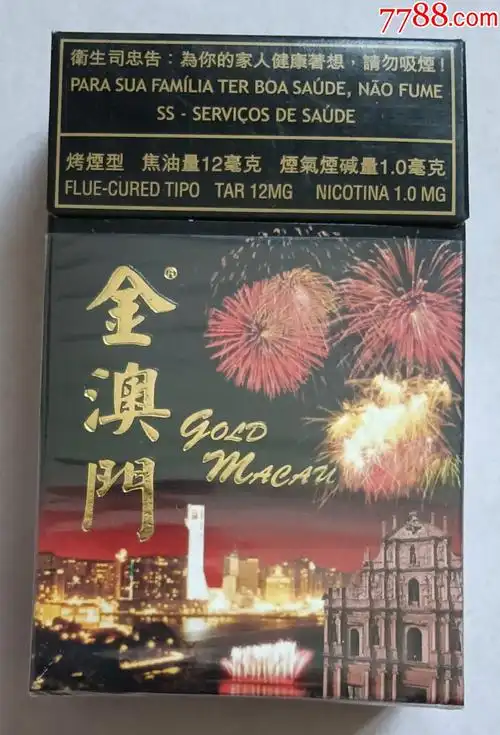 7788.com
衛生司忠告：為你的家人健康著想，請勿吸煙！
PARA SUA FAMÍLIA TER BOA SAÚDE, NÃO FUME
SS - SERVIÇOS DE SAÚDE
烤煙型 焦油量12毫克 煙氣煙碱量1.0毫克
FLUE-CURED TIPO TAR 12MG NICOTINA 1.0 MG
金澳門®
GOLD
MACAU